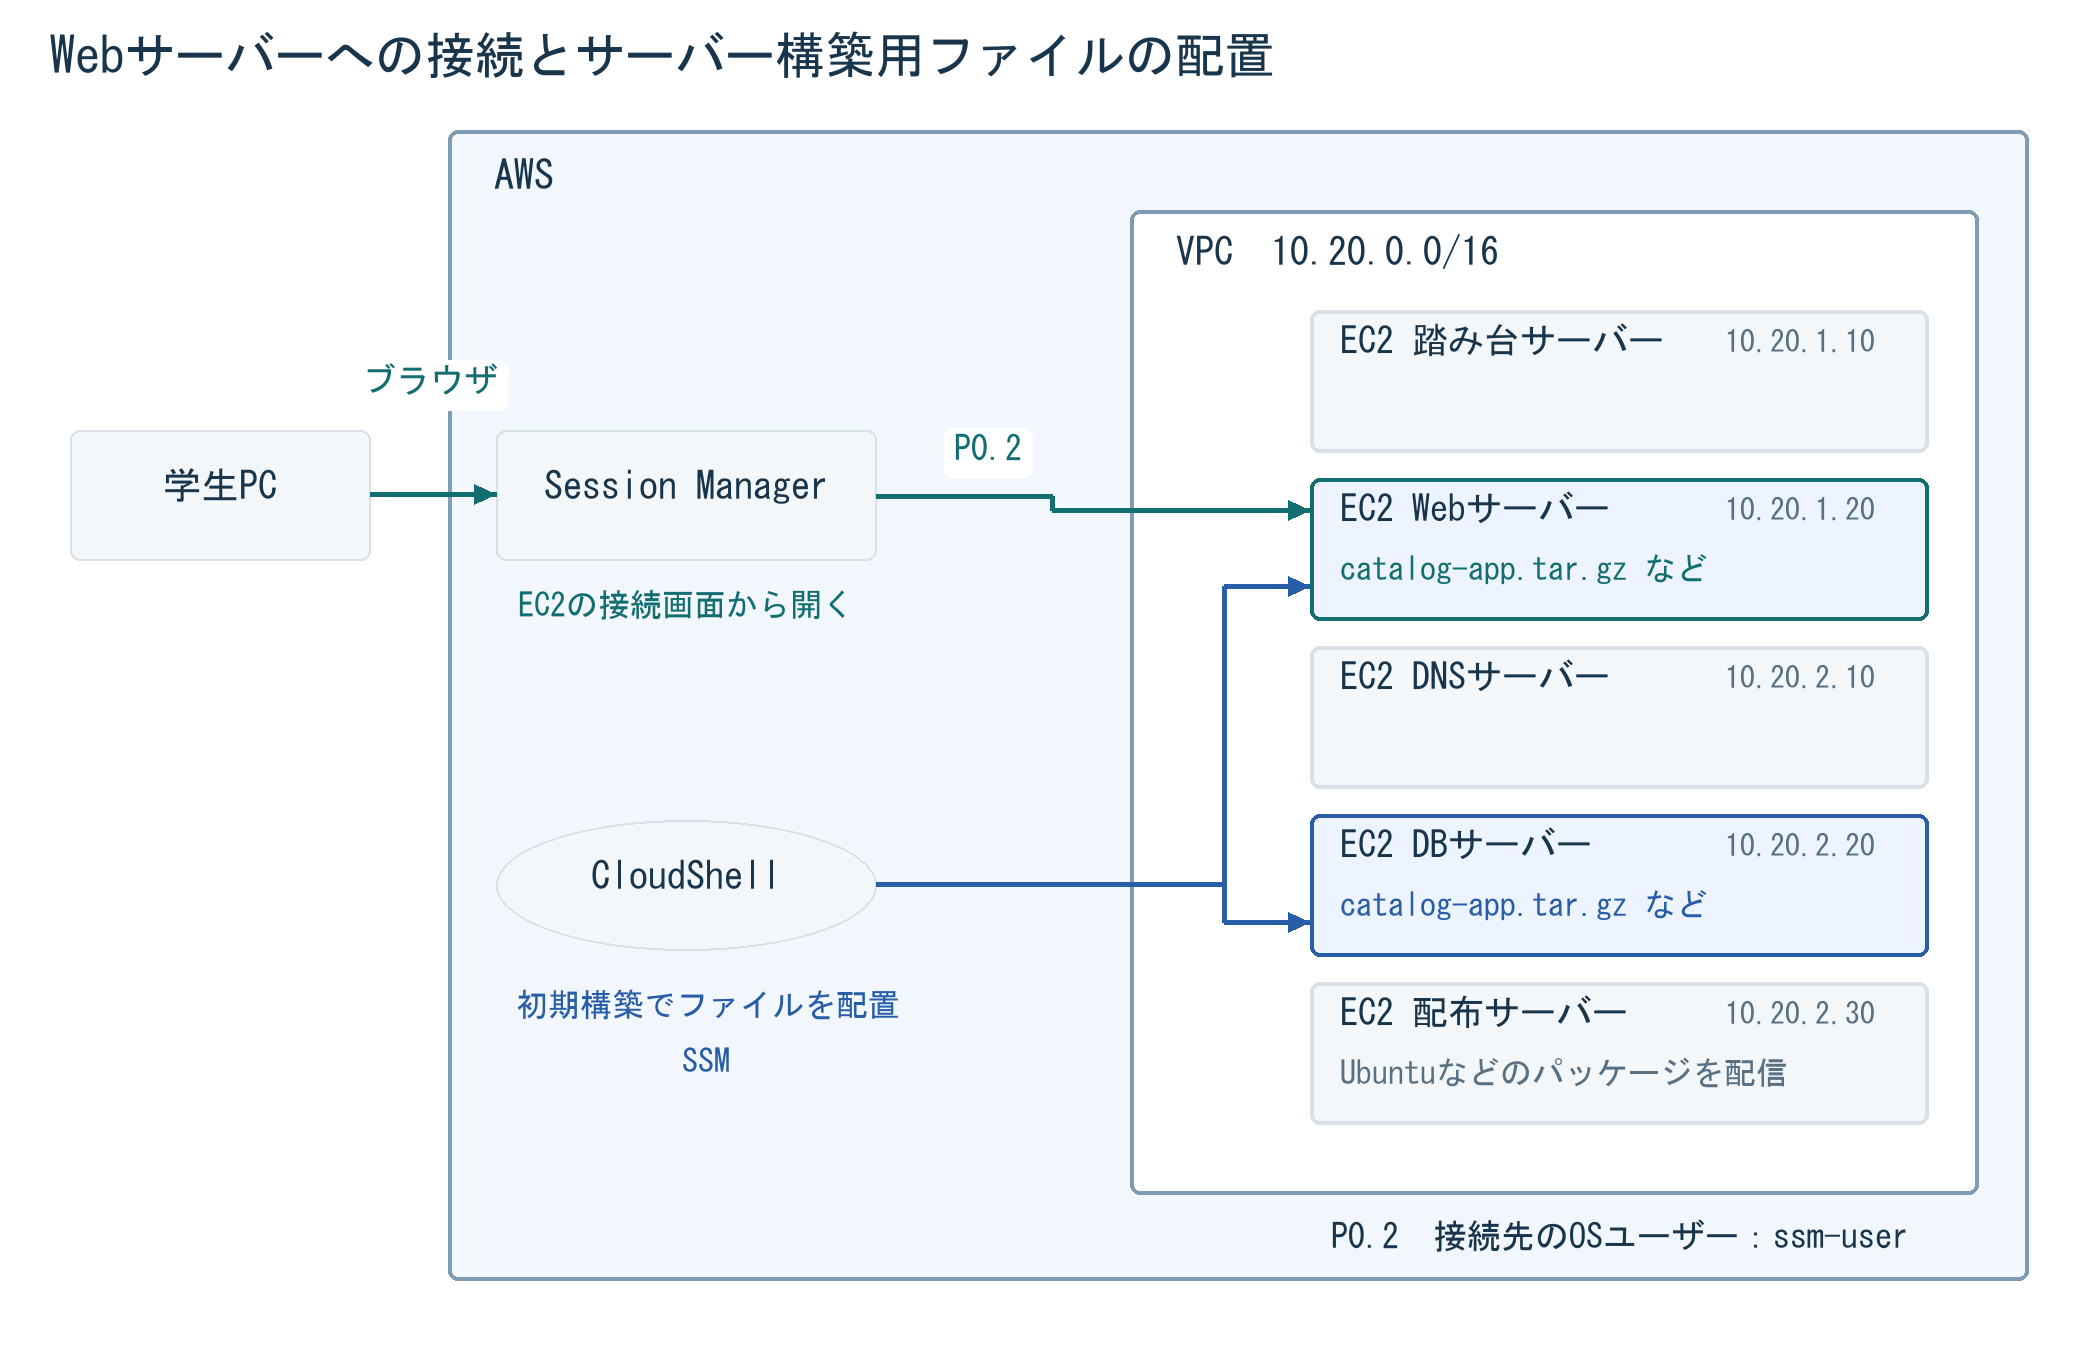 Webサーバーへの接続とサーバー構築用ファイルの配置
AWS
VPC 10.20.0.0/16
EC2 踏み台サーバー 10.20.1.10
ブラウザ
学生PC
Session Manager
P0.2
EC2 Webサーバー 10.20.1.20
catalog-app.tar.gz など
EC2の接続画面から開く
EC2 DNSサーバー 10.20.2.10
CloudShell
EC2 DBサーバー 10.20.2.20
catalog-app.tar.gz など
初期構築でファイルを配置
SSM
EC2 配布サーバー 10.20.2.30
Ubuntuなどのパッケージを配信
P0.2 接続先のOSユーザー：ssm-user